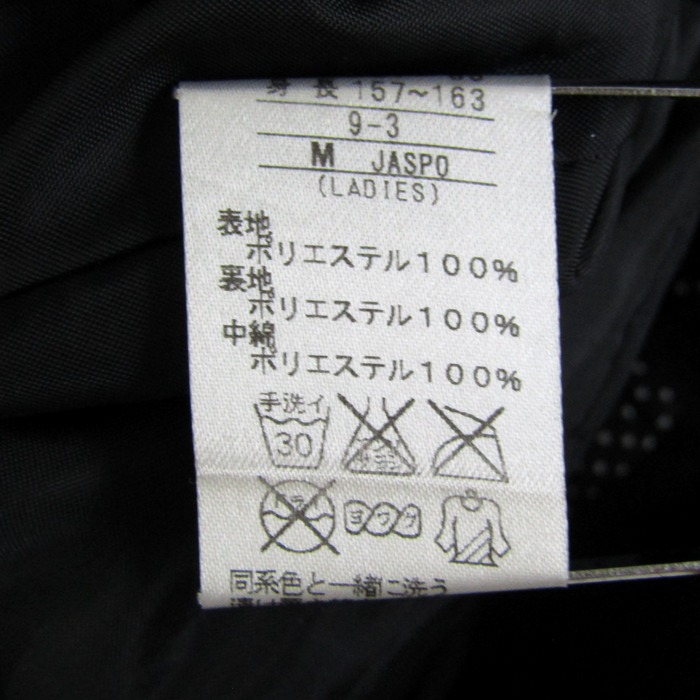 身長 157～163
9-3
M JASPO
(LADIES)
表地
ポリエステル100%
裏地
ポリエステル100%
中綿
ポリエステル100%
手洗イ
30
ヨワク
同系色と一緒に洗う